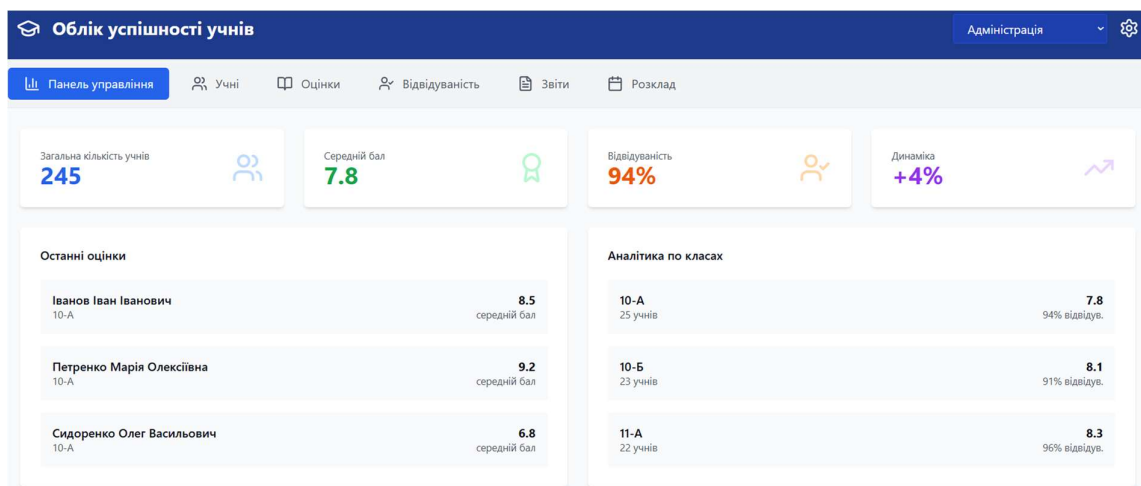 Облік успішності учнів
Адміністрація
Панель управління Учні Оцінки Відвідуваність Звіти Розклад
Загальна кількість учнів
245
Середній бал
7.8
Відвідуваність
94%
Динаміка
+4%
Останні оцінки
Іванов Іван Іванович 8.5
10-А середній бал
Петренко Марія Олексіївна 9.2
10-А середній бал
Сидоренко Олег Васильович 6.8
10-А середній бал
Аналітика по класах
10-А 7.8
25 учнів 94% відвідув.
10-Б 8.1
23 учнів 91% відвідув.
11-А 8.3
22 учнів 96% відвідув.